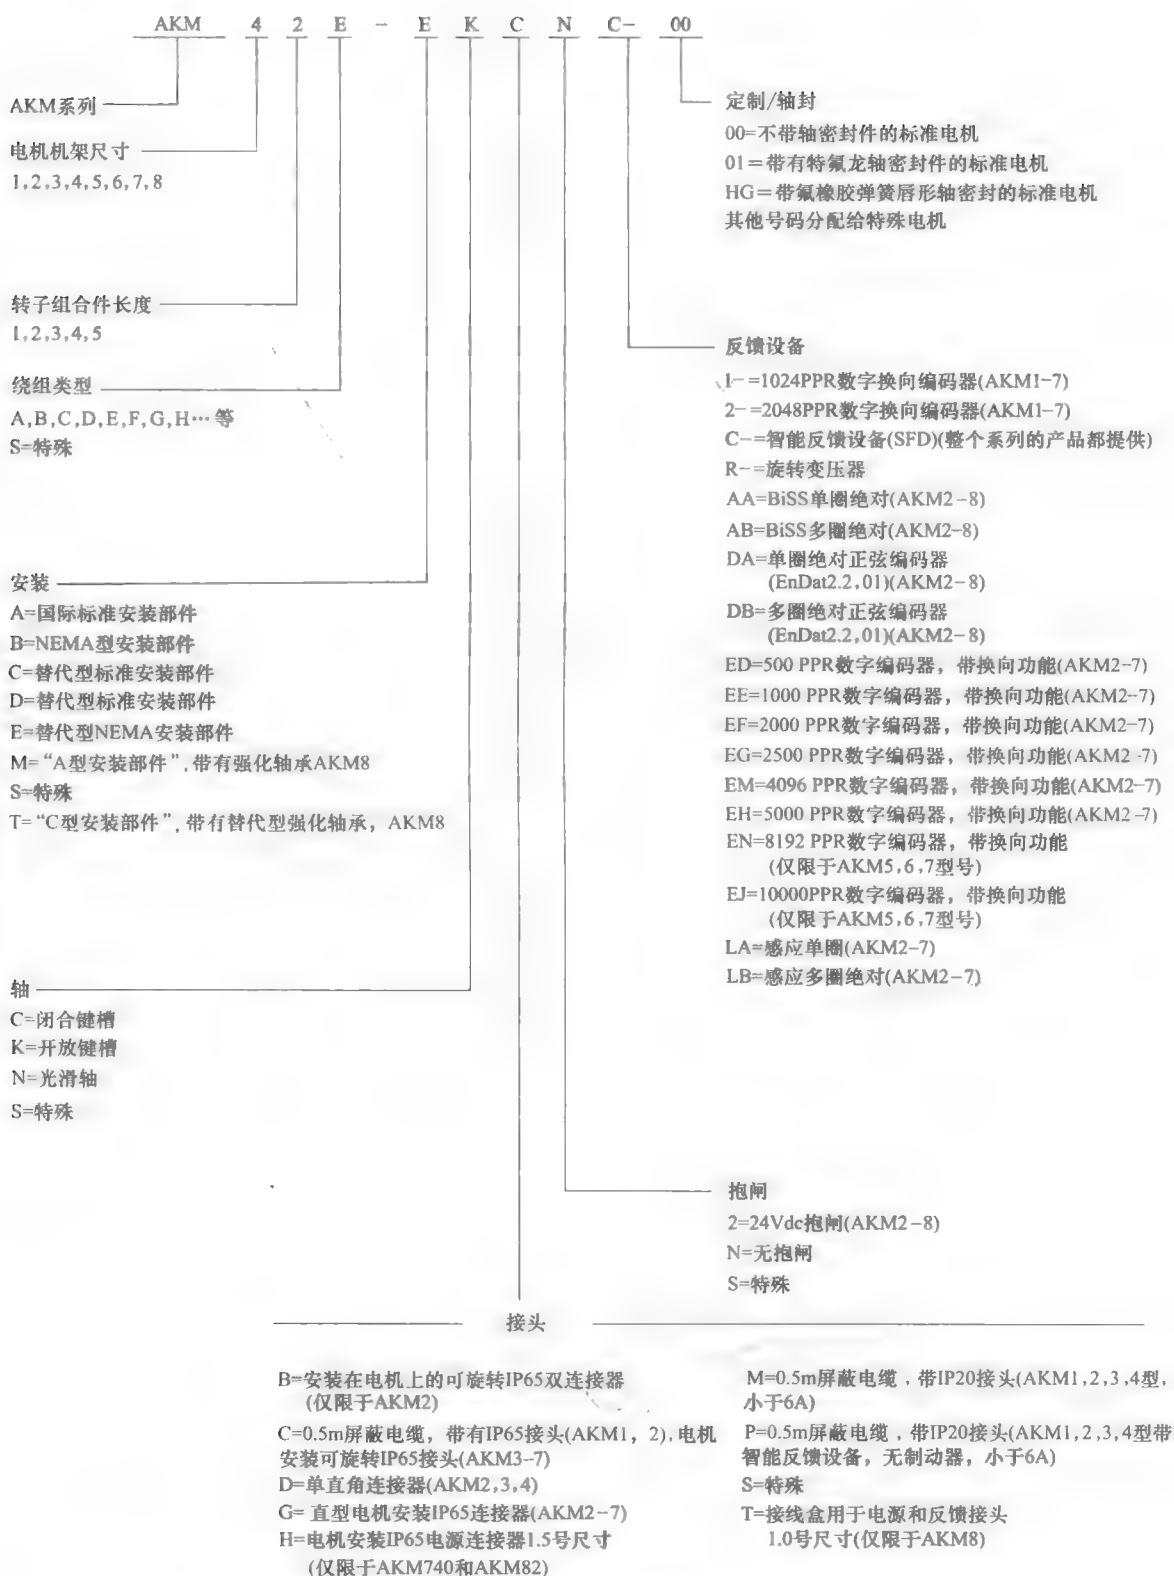 AKM 4 2 E - E K C N C- 00
AKM系列
电机机架尺寸
1,2,3,4,5,6,7,8
转子组合件长度
1,2,3,4,5
绕组类型
A,B,C,D,E,F,G,H…等
S=特殊
安装
A=国际标准安装部件
B=NEMA型安装部件
C=替代型标准安装部件
D=替代型标准安装部件
E=替代型NEMA安装部件
M=“A型安装部件”,带有强化轴承AKM8
S=特殊
T=“C型安装部件”,带有替代型强化轴承，AKM8
轴
C=闭合键槽
K=开放键槽
N=光滑轴
S=特殊
定制/轴封
00=不带轴密封件的标准电机
01=带有特氟龙轴密封件的标准电机
HG=带氟橡胶弹簧唇形轴密封的标准电机
其他号码分配给特殊电机
反馈设备
1-=1024PPR数字换向编码器(AKM1-7)
2-=2048PPR数字换向编码器(AKM1-7)
C-=智能反馈设备(SFD)(整个系列的产品都提供)
R-=旋转变压器
AA=BiSS单圈绝对(AKM2-8)
AB=BiSS多圈绝对(AKM2-8)
DA=单圈绝对正弦编码器
(EnDat2.2,01)(AKM2-8)
DB=多圈绝对正弦编码器
(EnDat2.2,01)(AKM2-8)
ED=500 PPR数字编码器，带换向功能(AKM2-7)
EE=1000 PPR数字编码器，带换向功能(AKM2-7)
EF=2000 PPR数字编码器，带换向功能(AKM2-7)
EG=2500 PPR数字编码器，带换向功能(AKM2-7)
EM=4096 PPR数字编码器，带换向功能(AKM2-7)
EH=5000 PPR数字编码器，带换向功能(AKM2-7)
EN=8192 PPR数字编码器，带换向功能
(仅限于AKM5,6,7型号)
EJ=10000PPR数字编码器，带换向功能
(仅限于AKM5,6,7型号)
LA=感应单圈(AKM2-7)
LB=感应多圈绝对(AKM2-7)
抱闸
2=24Vdc抱闸(AKM2-8)
N=无抱闸
S=特殊
接头
B=安装在电机上的可旋转IP65双连接器
(仅限于AKM2)
C=0.5m屏蔽电缆，带有IP65接头(AKM1，2),电机
安装可旋转IP65接头(AKM3-7)
D=单直角连接器(AKM2,3,4)
G= 直型电机安装IP65连接器(AKM2-7)
H=电机安装IP65电源连接器1.5号尺寸
(仅限于AKM740和AKM82)
M=0.5m屏蔽电缆，带IP20接头(AKM1,2,3,4型,
小于6A)
P=0.5m屏蔽电缆，带IP20接头(AKM1,2,3,4型带
智能反馈设备，无制动器，小于6A)
S=特殊
T=接线盒用于电源和反馈接头
1.0号尺寸(仅限于AKM8)